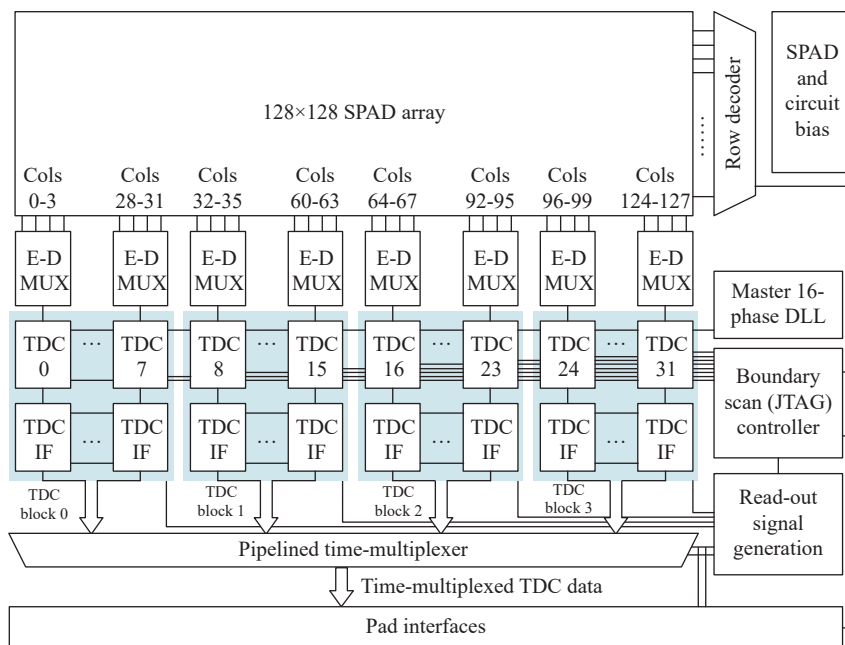 128×128 SPAD array
Row decoder
SPAD
and
circuit
bias
Cols
0-3
Cols
28-31
Cols
32-35
Cols
60-63
Cols
64-67
Cols
92-95
Cols
96-99
Cols
124-127
E-D
MUX
E-D
MUX
E-D
MUX
E-D
MUX
E-D
MUX
E-D
MUX
E-D
MUX
E-D
MUX
Master 16-
phase DLL
TDC
0
...
TDC
7
TDC
8
...
TDC
15
TDC
16
...
TDC
23
TDC
24
...
TDC
31
Boundary
scan (JTAG)
controller
TDC
IF
...
TDC
IF
TDC
IF
...
TDC
IF
TDC
IF
...
TDC
IF
TDC
IF
...
TDC
IF
TDC
block 0
TDC
block 1
TDC
block 2
TDC
block 3
Read-out
signal
generation
Pipelined time-multiplexer
Time-multiplexed TDC data
Pad interfaces